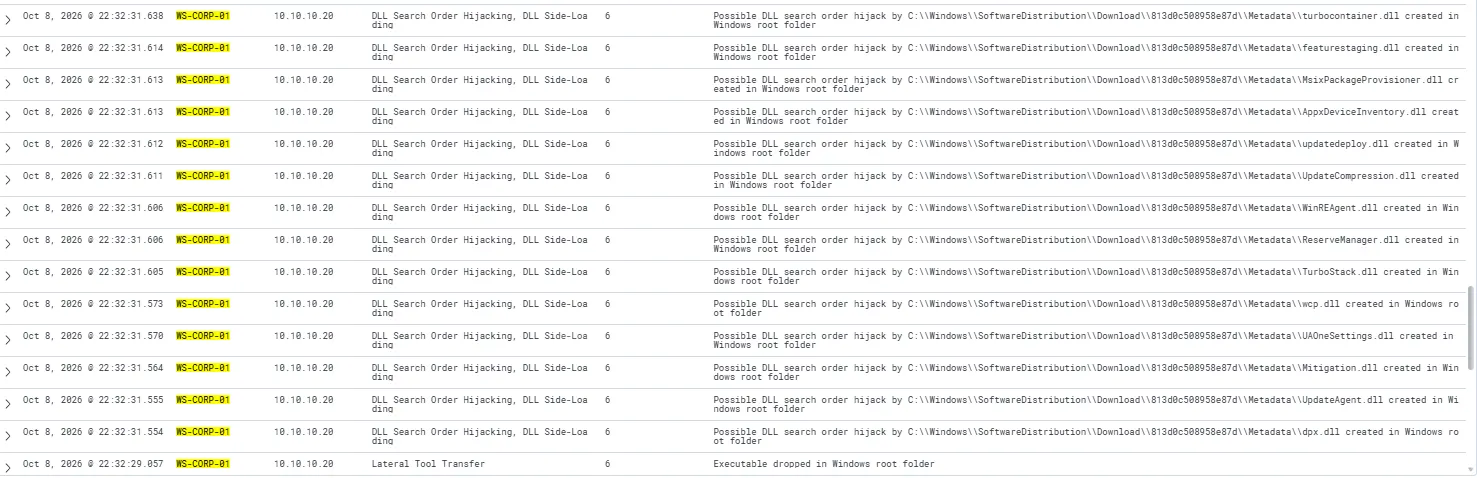 Oct 8, 2026 @ 22:32:31.638 WS-CORP-01 10.10.10.20 DLL Search Order Hijacking, DLL Side-Loa 6 Possible DLL search order hijack by C:\\Windows\\SoftwareDistribution\\Download\\813d0c508958e87d\\Metadata\\turbocontainer.dll created in
ding Windows root folder
Oct 8, 2026 @ 22:32:31.614 WS-CORP-01 10.10.10.20 DLL Search Order Hijacking, DLL Side-Loa 6 Possible DLL search order hijack by C:\\Windows\\SoftwareDistribution\\Download\\813d0c508958e87d\\Metadata\\featurestaging.dll created in
ding Windows root folder
Oct 8, 2026 @ 22:32:31.613 WS-CORP-01 10.10.10.20 DLL Search Order Hijacking, DLL Side-Loa 6 Possible DLL search order hijack by C:\\Windows\\SoftwareDistribution\\Download\\813d0c508958e87d\\Metadata\\MsixPackageProvisioner.dll cr
ding eated in Windows root folder
Oct 8, 2026 @ 22:32:31.613 WS-CORP-01 10.10.10.20 DLL Search Order Hijacking, DLL Side-Loa 6 Possible DLL search order hijack by C:\\Windows\\SoftwareDistribution\\Download\\813d0c508958e87d\\Metadata\\AppxDeviceInventory.dll creat
ding ed in Windows root folder
Oct 8, 2026 @ 22:32:31.612 WS-CORP-01 10.10.10.20 DLL Search Order Hijacking, DLL Side-Loa 6 Possible DLL search order hijack by C:\\Windows\\SoftwareDistribution\\Download\\813d0c508958e87d\\Metadata\\updatedeploy.dll created in W
ding indows root folder
Oct 8, 2026 @ 22:32:31.611 WS-CORP-01 10.10.10.20 DLL Search Order Hijacking, DLL Side-Loa 6 Possible DLL search order hijack by C:\\Windows\\SoftwareDistribution\\Download\\813d0c508958e87d\\Metadata\\UpdateCompression.dll created
ding in Windows root folder
Oct 8, 2026 @ 22:32:31.606 WS-CORP-01 10.10.10.20 DLL Search Order Hijacking, DLL Side-Loa 6 Possible DLL search order hijack by C:\\Windows\\SoftwareDistribution\\Download\\813d0c508958e87d\\Metadata\\WinREAgent.dll created in Win
ding dows root folder
Oct 8, 2026 @ 22:32:31.606 WS-CORP-01 10.10.10.20 DLL Search Order Hijacking, DLL Side-Loa 6 Possible DLL search order hijack by C:\\Windows\\SoftwareDistribution\\Download\\813d0c508958e87d\\Metadata\\ReserveManager.dll created in
ding Windows root folder
Oct 8, 2026 @ 22:32:31.605 WS-CORP-01 10.10.10.20 DLL Search Order Hijacking, DLL Side-Loa 6 Possible DLL search order hijack by C:\\Windows\\SoftwareDistribution\\Download\\813d0c508958e87d\\Metadata\\TurboStack.dll created in Win
ding dows root folder
Oct 8, 2026 @ 22:32:31.573 WS-CORP-01 10.10.10.20 DLL Search Order Hijacking, DLL Side-Loa 6 Possible DLL search order hijack by C:\\Windows\\SoftwareDistribution\\Download\\813d0c508958e87d\\Metadata\\wcp.dll created in Windows ro
ding ot folder
Oct 8, 2026 @ 22:32:31.570 WS-CORP-01 10.10.10.20 DLL Search Order Hijacking, DLL Side-Loa 6 Possible DLL search order hijack by C:\\Windows\\SoftwareDistribution\\Download\\813d0c508958e87d\\Metadata\\UAOneSettings.dll created in
ding Windows root folder
Oct 8, 2026 @ 22:32:31.564 WS-CORP-01 10.10.10.20 DLL Search Order Hijacking, DLL Side-Loa 6 Possible DLL search order hijack by C:\\Windows\\SoftwareDistribution\\Download\\813d0c508958e87d\\Metadata\\Mitigation.dll created in Win
ding dows root folder
Oct 8, 2026 @ 22:32:31.555 WS-CORP-01 10.10.10.20 DLL Search Order Hijacking, DLL Side-Loa 6 Possible DLL search order hijack by C:\\Windows\\SoftwareDistribution\\Download\\813d0c508958e87d\\Metadata\\UpdateAgent.dll created in Wi
ding ndows root folder
Oct 8, 2026 @ 22:32:31.554 WS-CORP-01 10.10.10.20 DLL Search Order Hijacking, DLL Side-Loa 6 Possible DLL search order hijack by C:\\Windows\\SoftwareDistribution\\Download\\813d0c508958e87d\\Metadata\\dpx.dll created in Windows ro
ding ot folder
Oct 8, 2026 @ 22:32:29.057 WS-CORP-01 10.10.10.20 Lateral Tool Transfer 6 Executable dropped in Windows root folder